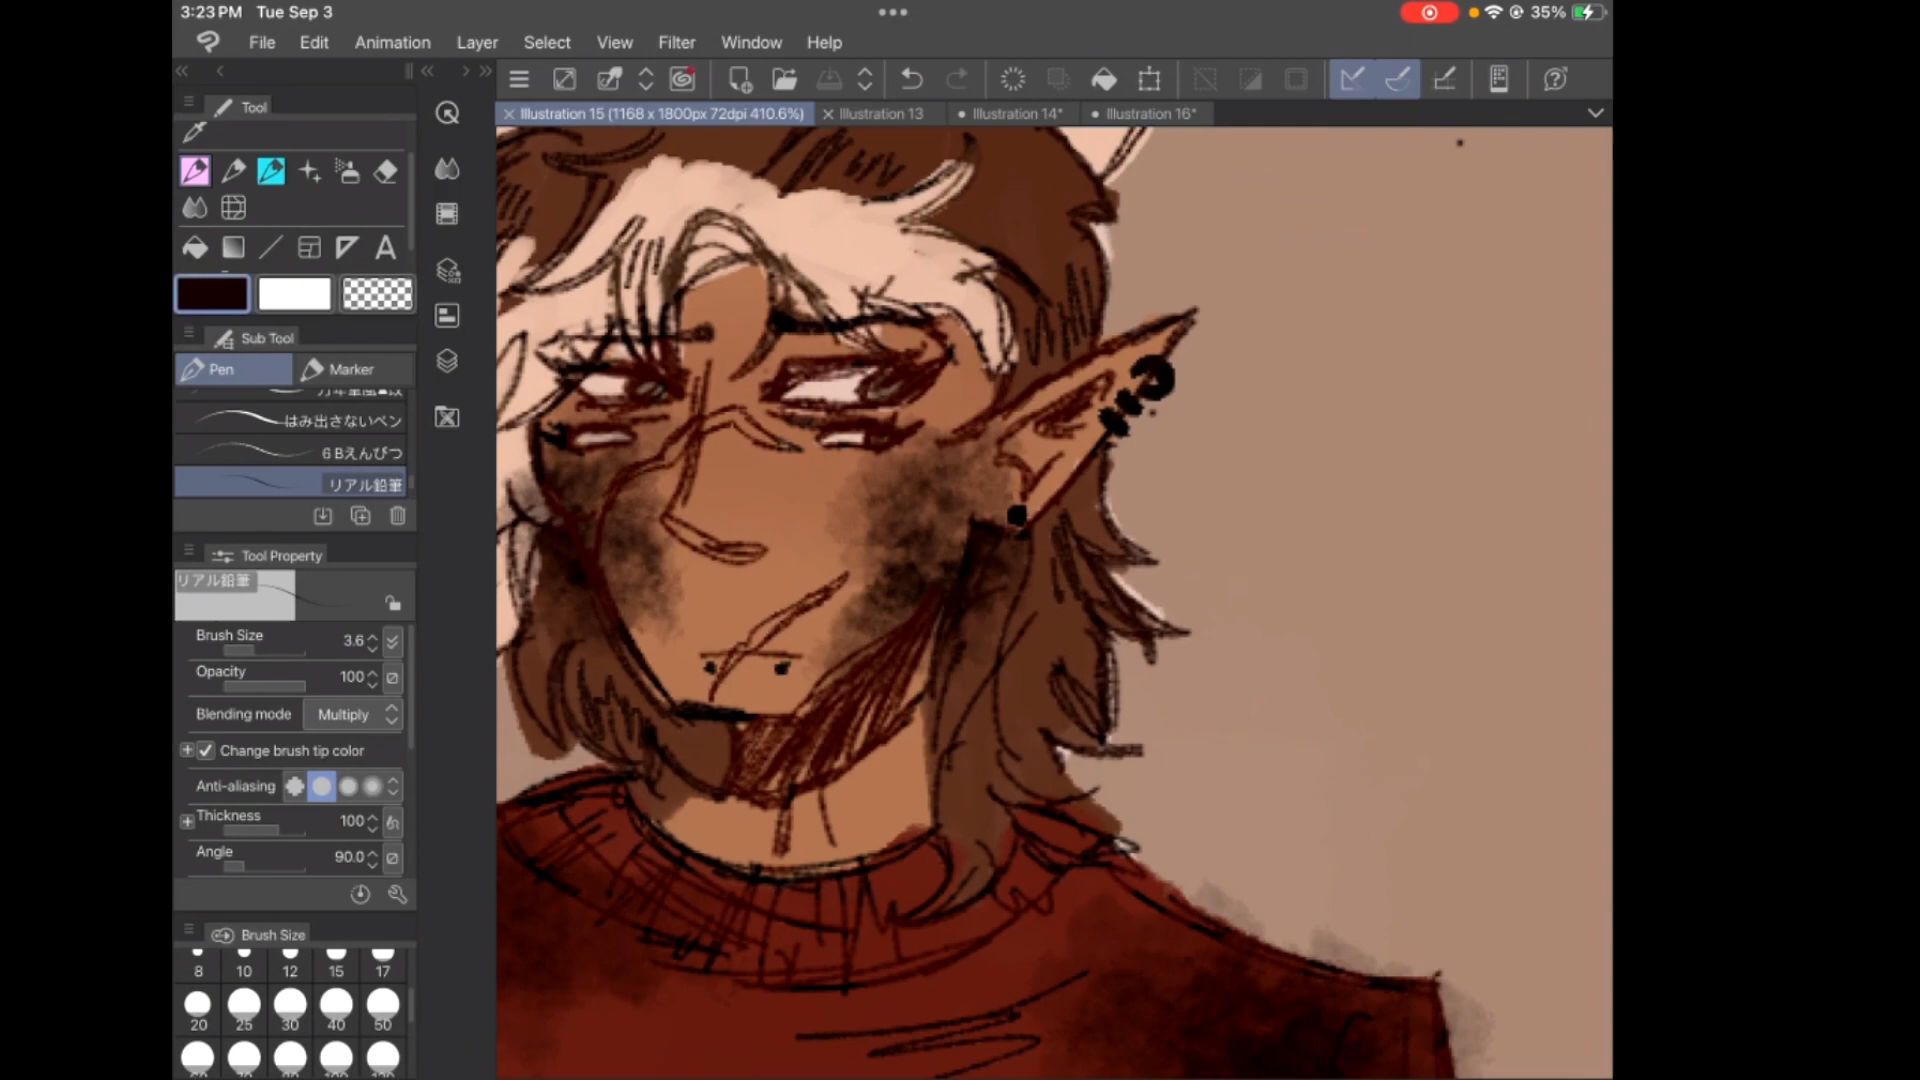 3:23 PM Tue Sep 3
35%
File Edit Animation Layer Select View Filter Window Help
Tool
Illustration 15 (1168 x 1800px 72dpi 410.6%)
Illustration 13
Illustration 14*
Illustration 16*
A
Sub Tool
Pen
Marker
はみ出さないペン
6Bえんぴつ
リアル鉛筆
Tool Property
リアル鉛筆
Brush Size 3.6
Opacity 100
Blending mode Multiply
Change brush tip color
Anti-aliasing
Thickness 100
Angle 90.0
Brush Size
8 10 12 15 17
20 25 30 40 50